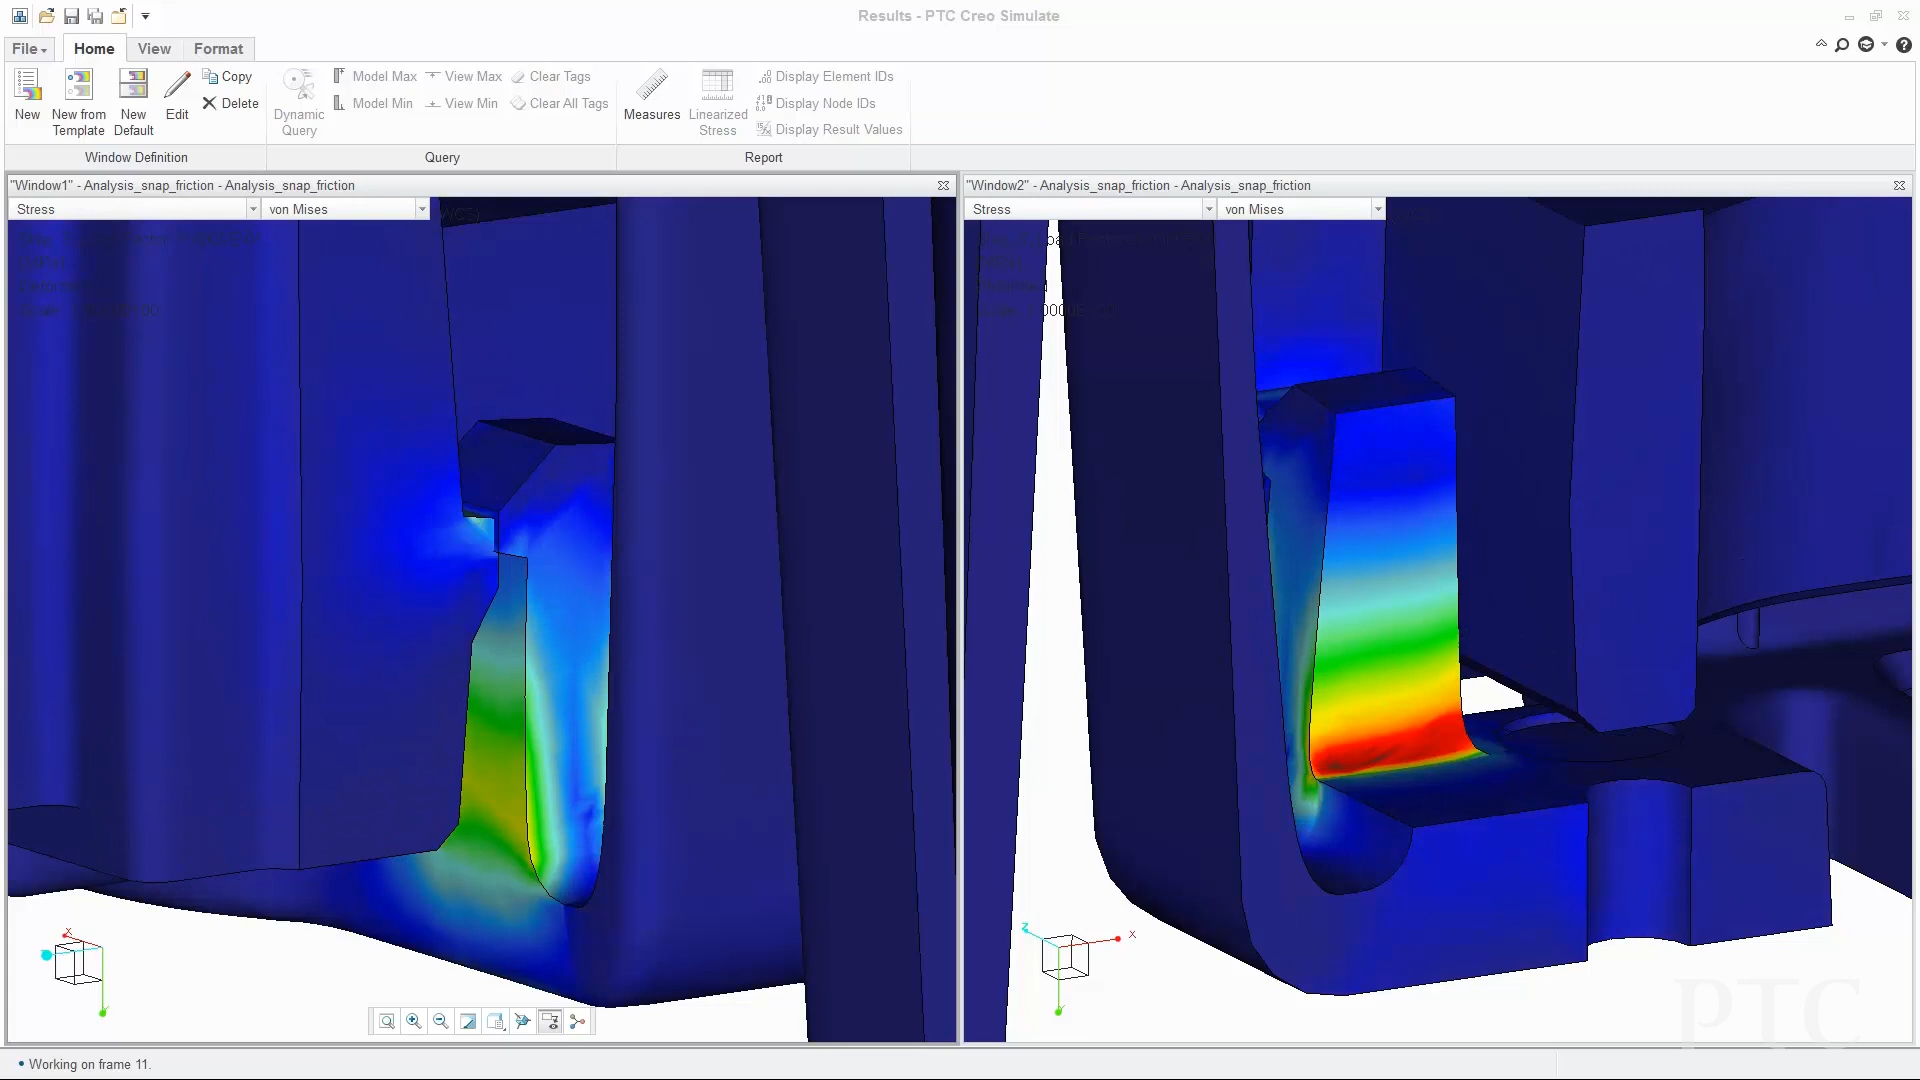 Results - PTC Creo Simulate
File Home View Format
New
New from Template
New Default
Edit
Copy
Delete
Dynamic Query
Model Max
Model Min
View Max
View Min
Clear Tags
Clear All Tags
Measures
Linearized Stress
Display Element IDs
Display Node IDs
Display Result Values
Window Definition Query Report
"Window1" - Analysis_snap_friction - Analysis_snap_friction
Stress von Mises
"Window2" - Analysis_snap_friction - Analysis_snap_friction
Stress von Mises
X
Z X
Y
PTC
Working on frame 11.